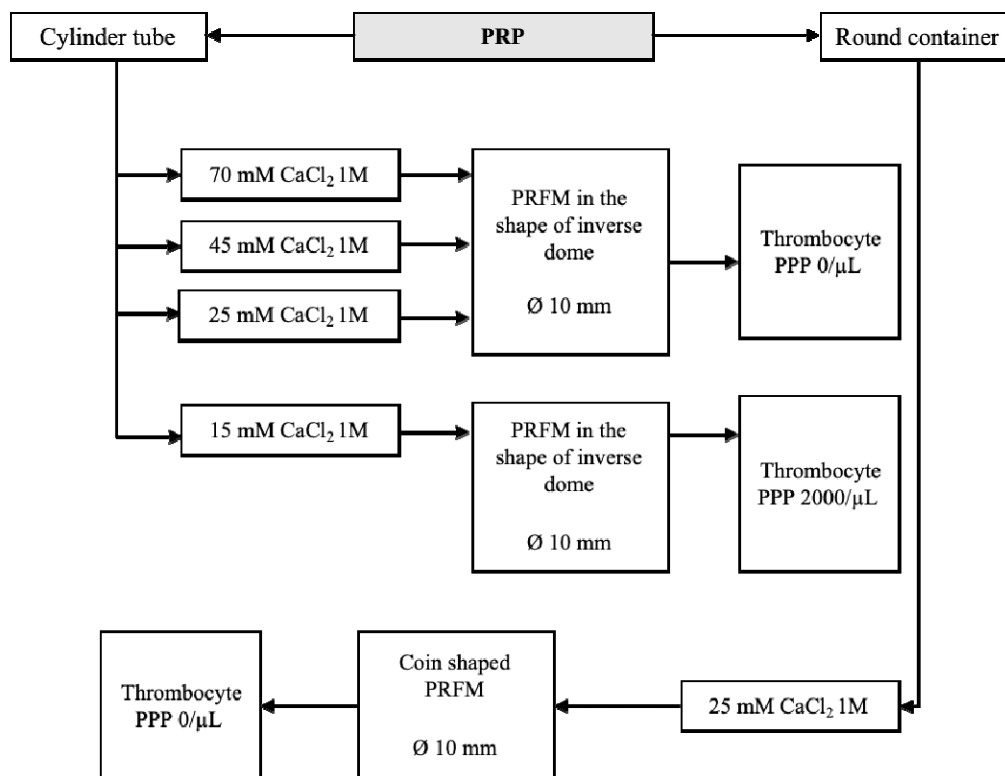 Cylinder tube
PRP
Round container
70 mM CaCl₂ 1M
45 mM CaCl₂ 1M
25 mM CaCl₂ 1M
PRFM in the
shape of inverse
dome
Ø 10 mm
Thrombocyte
PPP 0/µL
15 mM CaCl₂ 1M
PRFM in the
shape of inverse
dome
Ø 10 mm
Thrombocyte
PPP 2000/µL
Thrombocyte
PPP 0/µL
Coin shaped
PRFM
Ø 10 mm
25 mM CaCl₂ 1M